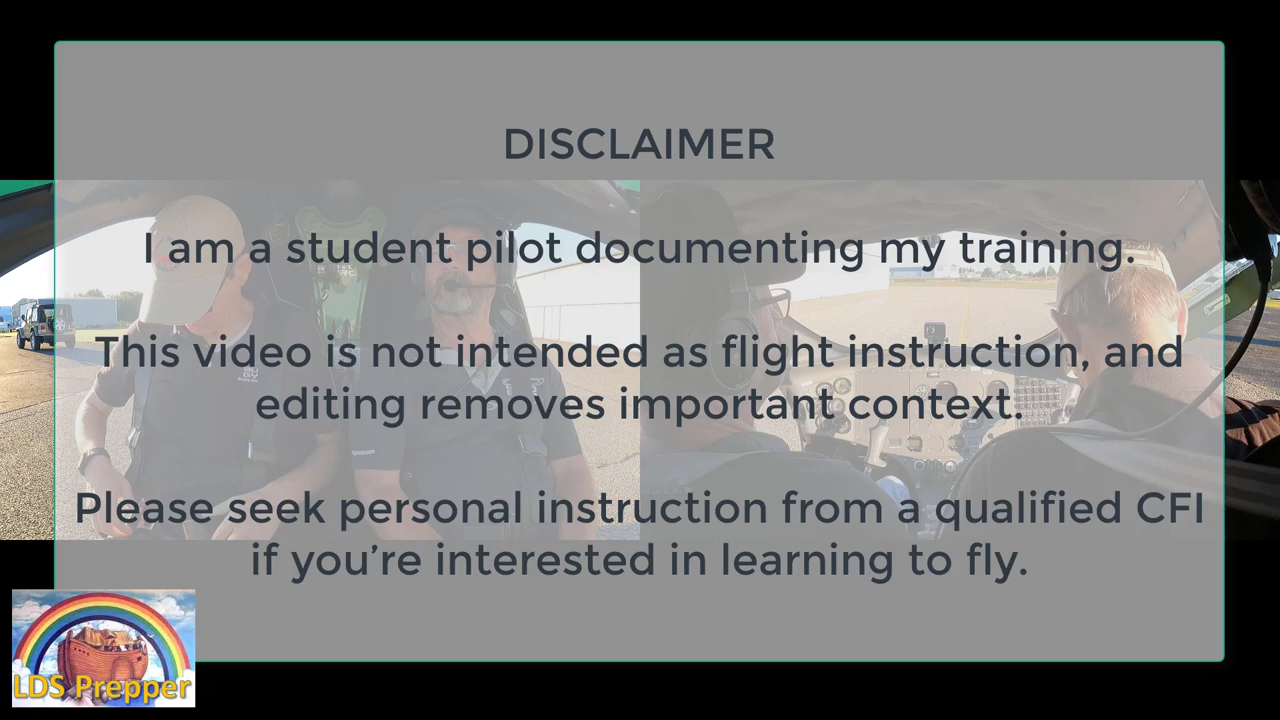 DISCLAIMER
I am a student pilot documenting my training.
This video is not intended as flight instruction, and
editing removes important context.
Please seek personal instruction from a qualified CFI
if you’re interested in learning to fly.
LDS Prepper